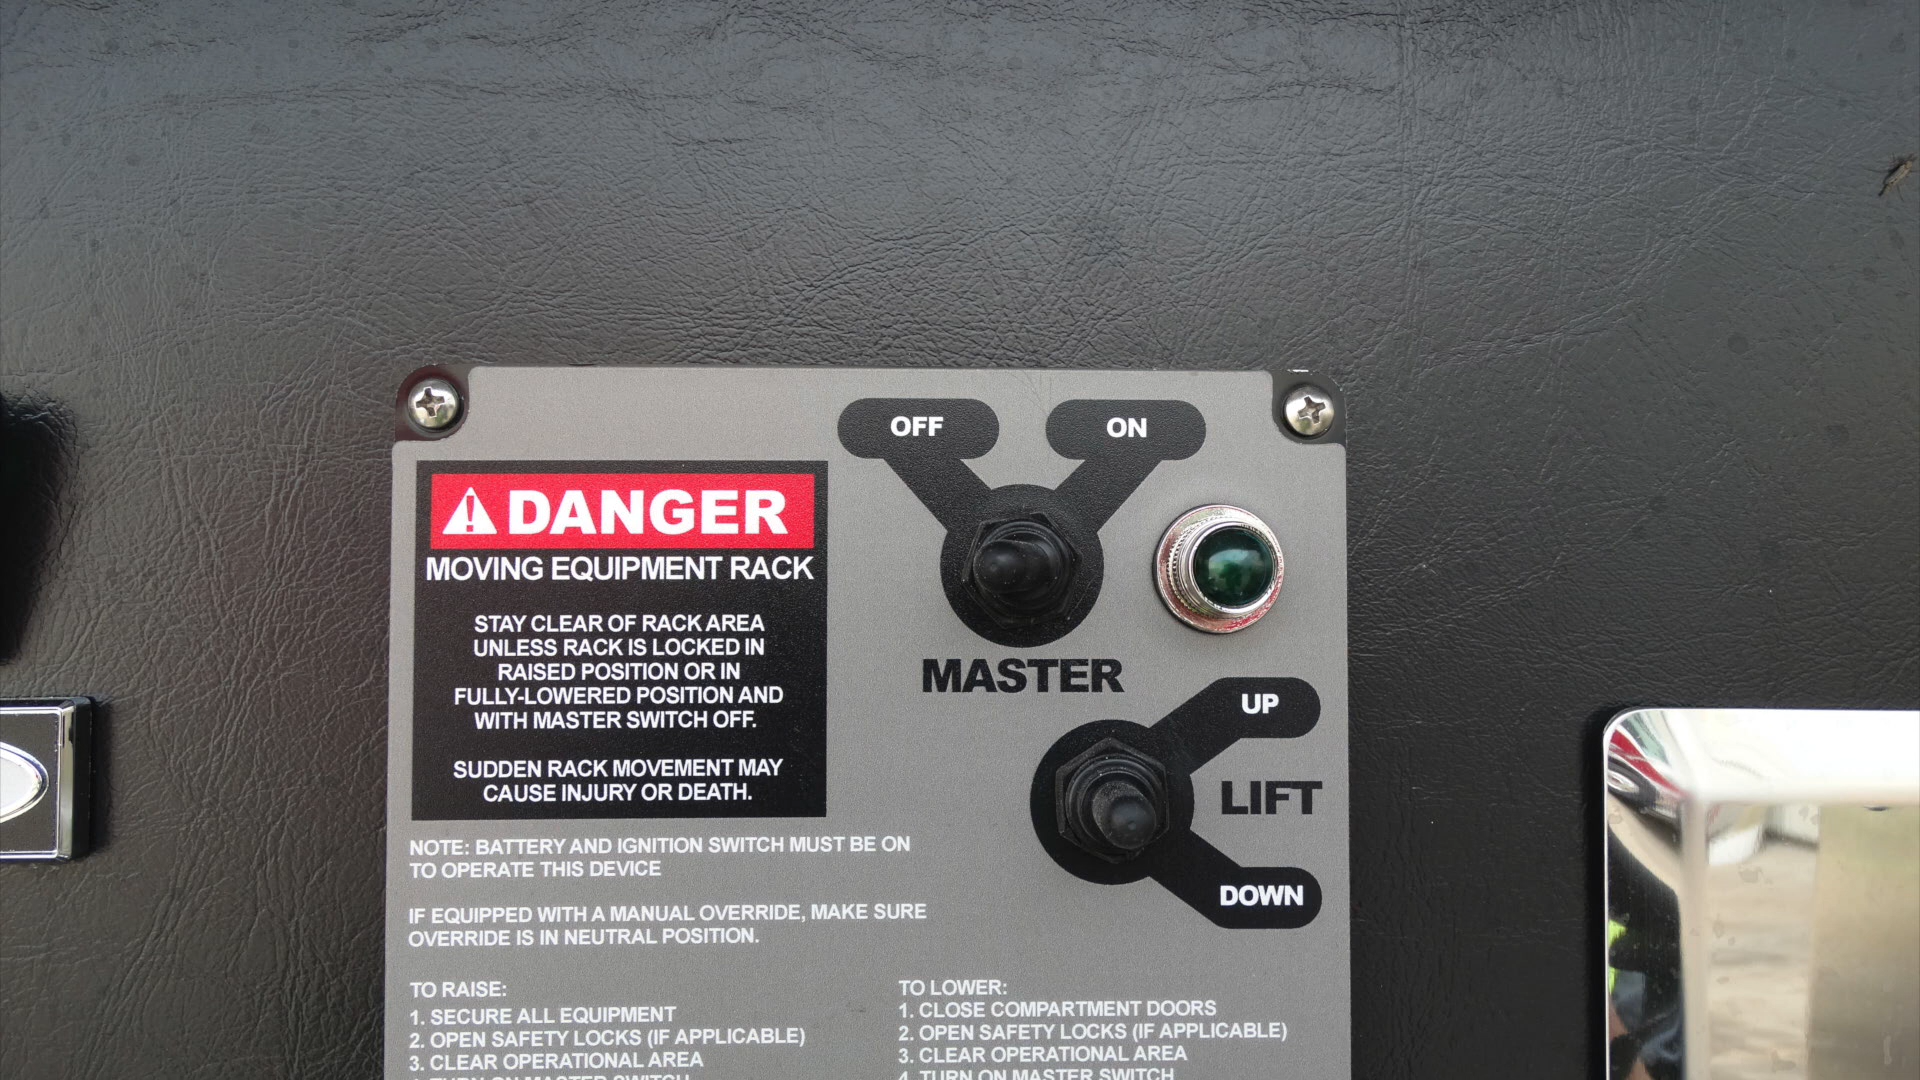 OFF
ON
DANGER
MOVING EQUIPMENT RACK
STAY CLEAR OF RACK AREA
UNLESS RACK IS LOCKED IN
RAISED POSITION OR IN
FULLY-LOWERED POSITION AND
WITH MASTER SWITCH OFF.
SUDDEN RACK MOVEMENT MAY
CAUSE INJURY OR DEATH.
MASTER
UP
LIFT
DOWN
NOTE: BATTERY AND IGNITION SWITCH MUST BE ON
TO OPERATE THIS DEVICE
IF EQUIPPED WITH A MANUAL OVERRIDE, MAKE SURE
OVERRIDE IS IN NEUTRAL POSITION.
TO RAISE:
1. SECURE ALL EQUIPMENT
2. OPEN SAFETY LOCKS (IF APPLICABLE)
3. CLEAR OPERATIONAL AREA
4. TURN ON MASTER SWITCH
TO LOWER:
1. CLOSE COMPARTMENT DOORS
2. OPEN SAFETY LOCKS (IF APPLICABLE)
3. CLEAR OPERATIONAL AREA
4. TURN ON MASTER SWITCH